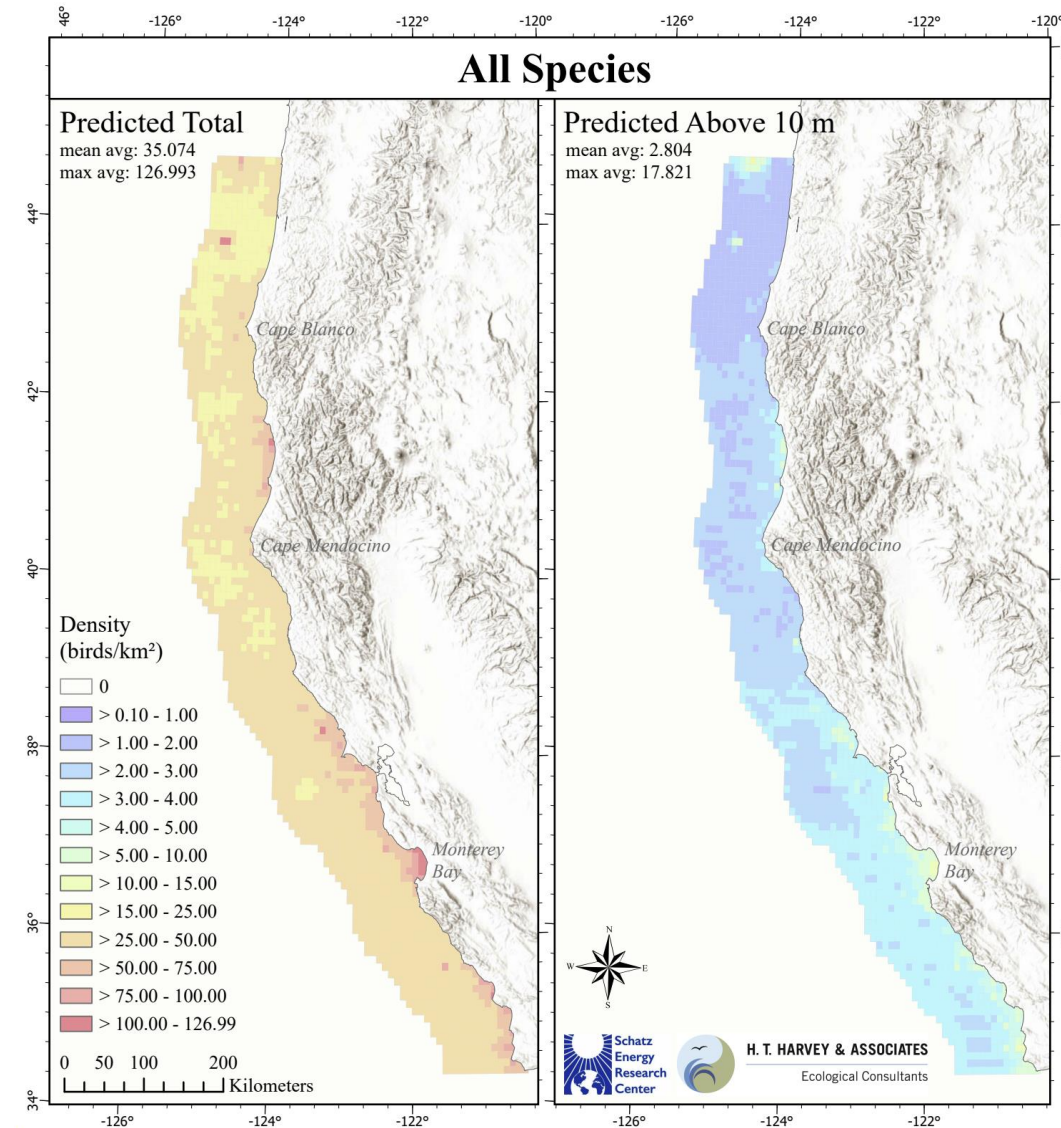 46°
-126°
-124°
-122°
-120°
-126°
-124°
-122°
-120°
All Species
Predicted Total
mean avg: 35.074
max avg: 126.993
Predicted Above 10 m
mean avg: 2.804
max avg: 17.821
44°
Cape Blanco
Cape Blanco
42°
Cape Mendocino
Cape Mendocino
40°
Density
(birds/km²)
0
> 0.10 - 1.00
> 1.00 - 2.00
> 2.00 - 3.00
> 3.00 - 4.00
> 4.00 - 5.00
> 5.00 - 10.00
> 10.00 - 15.00
> 15.00 - 25.00
> 25.00 - 50.00
> 50.00 - 75.00
> 75.00 - 100.00
> 100.00 - 126.99
38°
Monterey
Bay
Monterey
Bay
36°
N
W
E
S
0 50 100 200
Kilometers
Schatz
Energy
Research
Center
H. T. HARVEY & ASSOCIATES
Ecological Consultants
34°
-126°
-124°
-122°
-126°
-124°
-122°